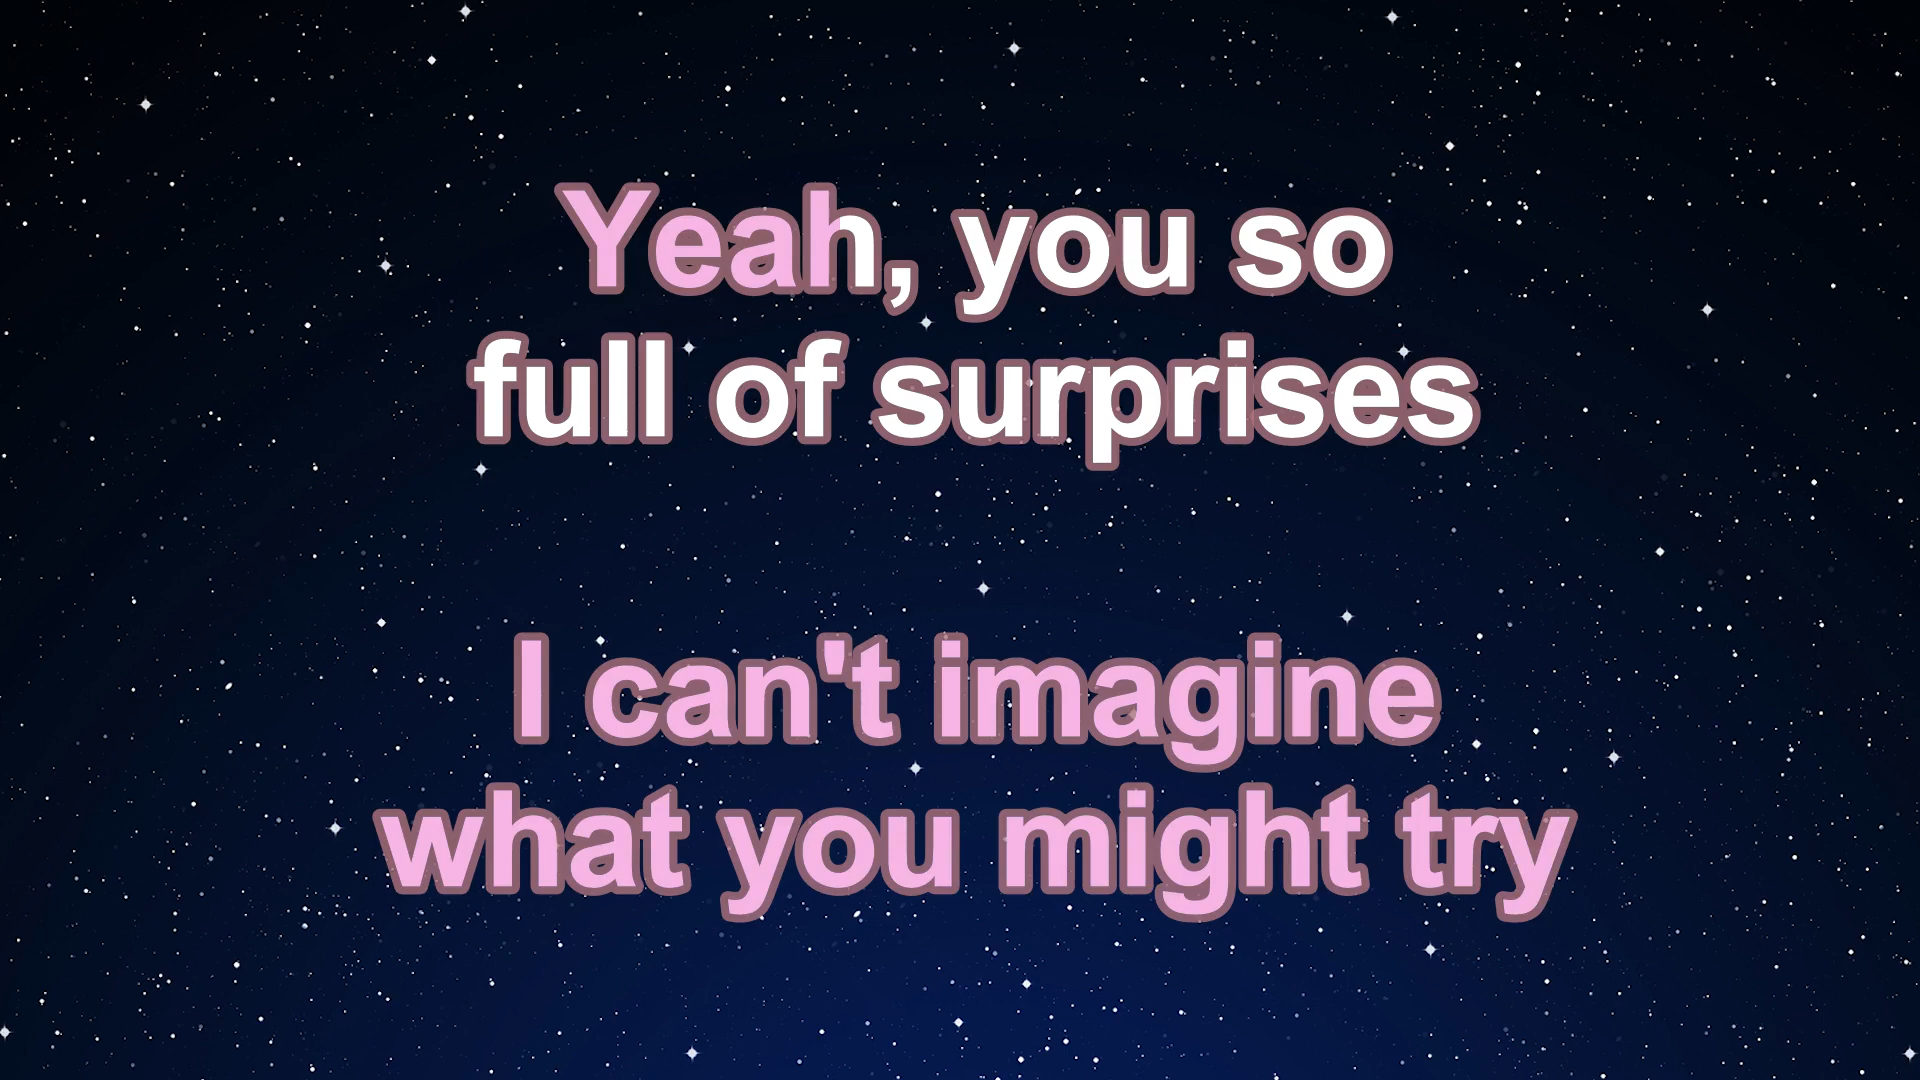 Yeah, you so
full of surprises
I can't imagine
what you might try